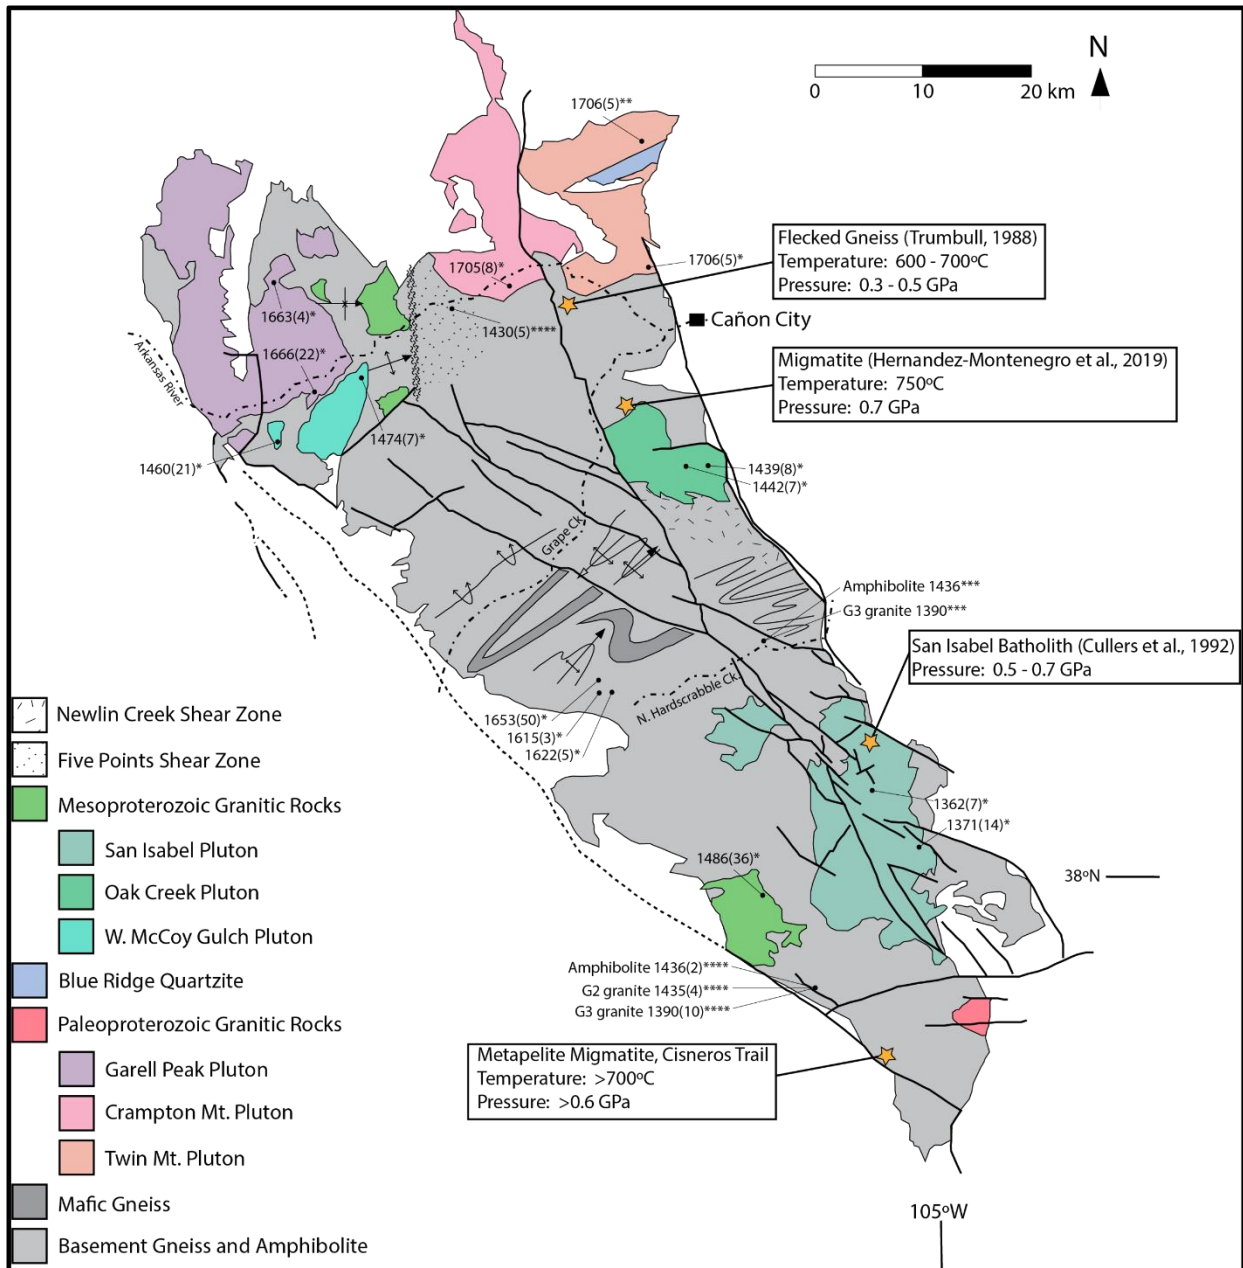 N
0 10 20 km
1706(5)**
Flecked Gneiss (Trumbull, 1988)
Temperature: 600 - 700ºC
Pressure: 0.3 - 0.5 GPa
1706(5)*
1705(8)*
1663(4)*
1430(5)****
Cañon City
Arkansas River
1666(22)*
Migmatite (Hernandez-Montenegro et al., 2019)
Temperature: 750ºC
Pressure: 0.7 GPa
1474(7)*
1460(21)*
1439(8)*
1442(7)*
Grape Ck
Amphibolite 1436***
G3 granite 1390***
San Isabel Batholith (Cullers et al., 1992)
Pressure: 0.5 - 0.7 GPa
N. Hardscrabble Ck.
1653(50)*
1615(3)*
1622(5)*
1362(7)*
1371(14)*
1486(36)*
38ºN
Amphibolite 1436(2)****
G2 granite 1435(4)****
G3 granite 1390(10)****
Metapelite Migmatite, Cisneros Trail
Temperature: >700ºC
Pressure: >0.6 GPa
105ºW
Newlin Creek Shear Zone
Five Points Shear Zone
Mesoproterozoic Granitic Rocks
San Isabel Pluton
Oak Creek Pluton
W. McCoy Gulch Pluton
Blue Ridge Quartzite
Paleoproterozoic Granitic Rocks
Garell Peak Pluton
Crampton Mt. Pluton
Twin Mt. Pluton
Mafic Gneiss
Basement Gneiss and Amphibolite